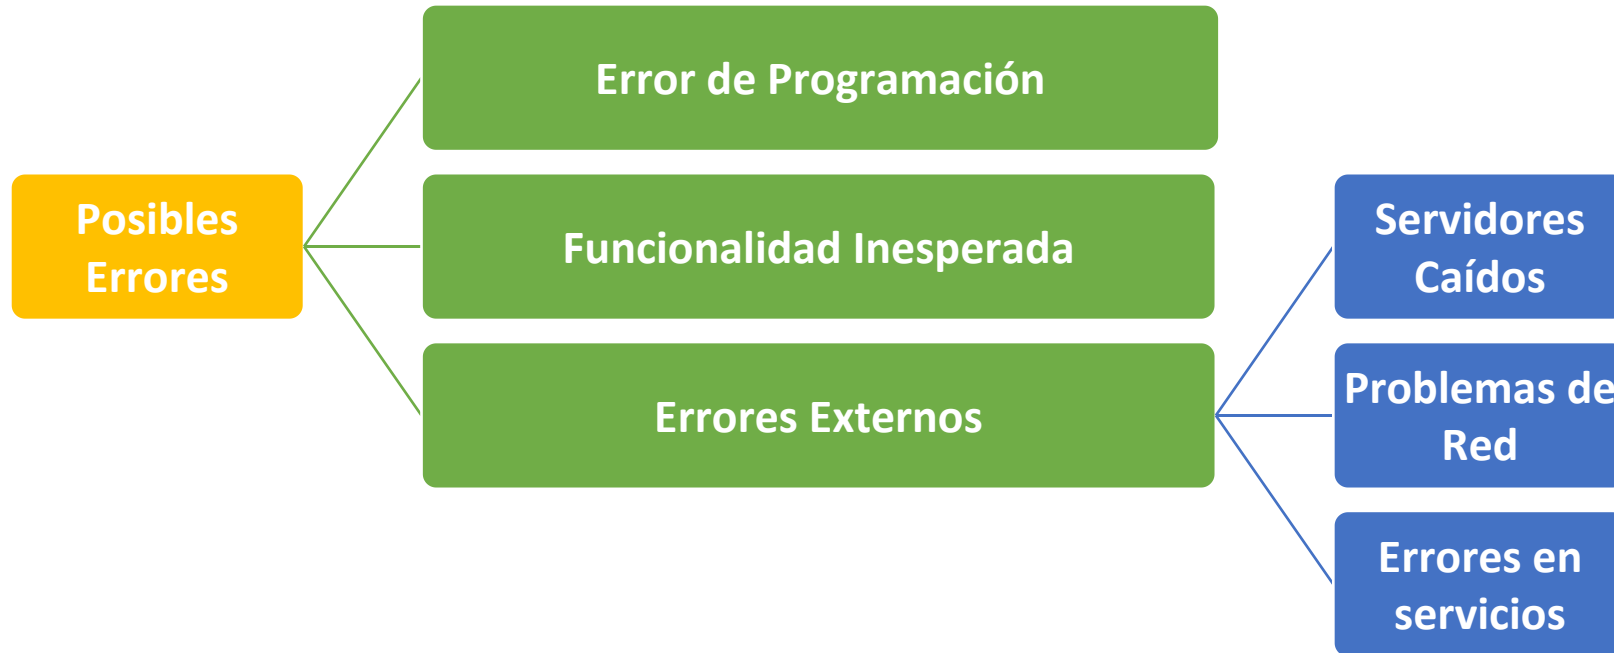 Posibles
Errores
Error de Programación
Funcionalidad Inesperada
Errores Externos
Servidores
Caídos
Problemas de
Red
Errores en
servicios